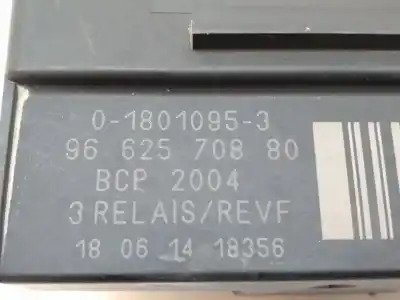 0-1801095-3
96 625 708 80
BCP 2004
3 RELAIS/REVF
18 06 14 18356